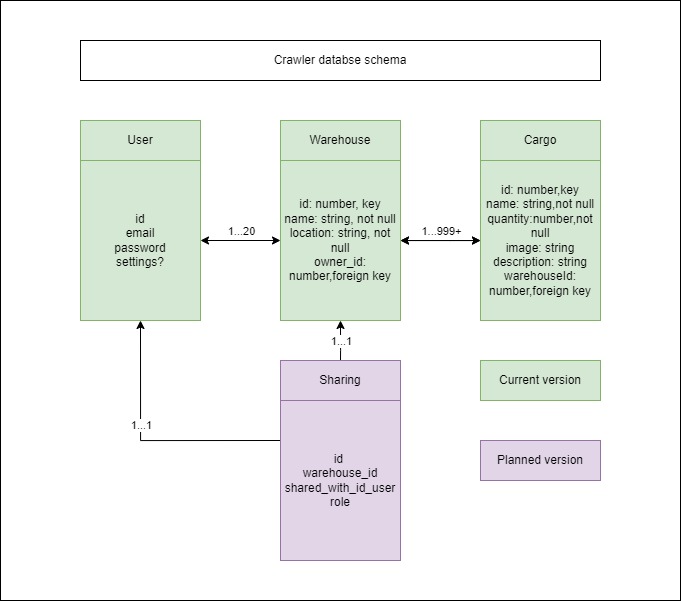 Crawler databse schema
User
id
email
password
settings?
1...20
Warehouse
id: number, key
name: string, not null
location: string, not
null
owner_id:
number,foreign key
1...999+
Cargo
id: number,key
name: string,not null
quantity:number,not
null
image: string
description: string
warehouseId:
number,foreign key
1...1
1...1
Sharing
id
warehouse_id
shared_with_id_user
role
Current version
Planned version